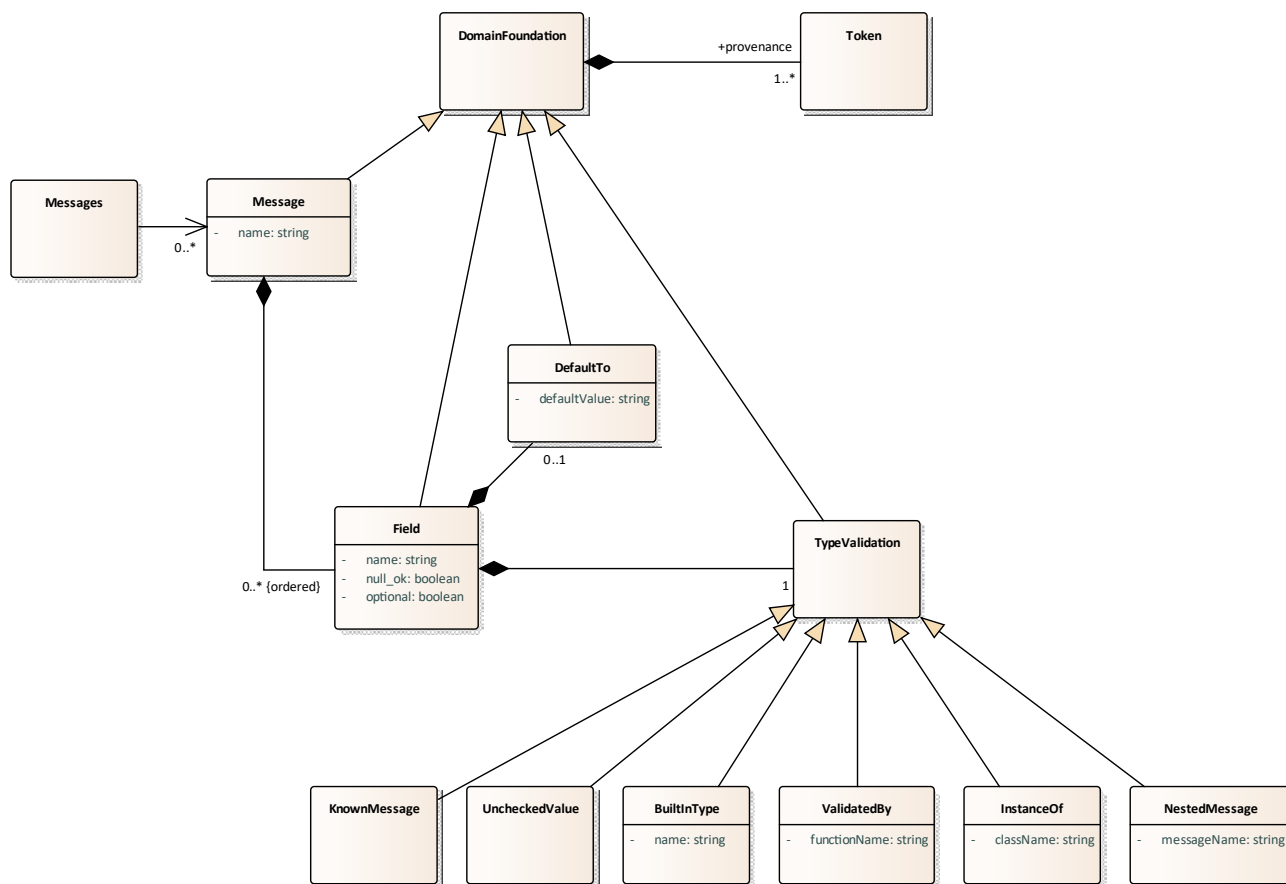 DomainFoundation
+provenance
1..*
Token
Messages
0..*
Message
- name: string
DefaultTo
- defaultValue: string
0..1
Field
- name: string
- null_ok: boolean
- optional: boolean
0..* {ordered}
1
TypeValidation
KnownMessage
UncheckedValue
BuiltInType
- name: string
ValidatedBy
- functionName: string
InstanceOf
- className: string
NestedMessage
- messageName: string